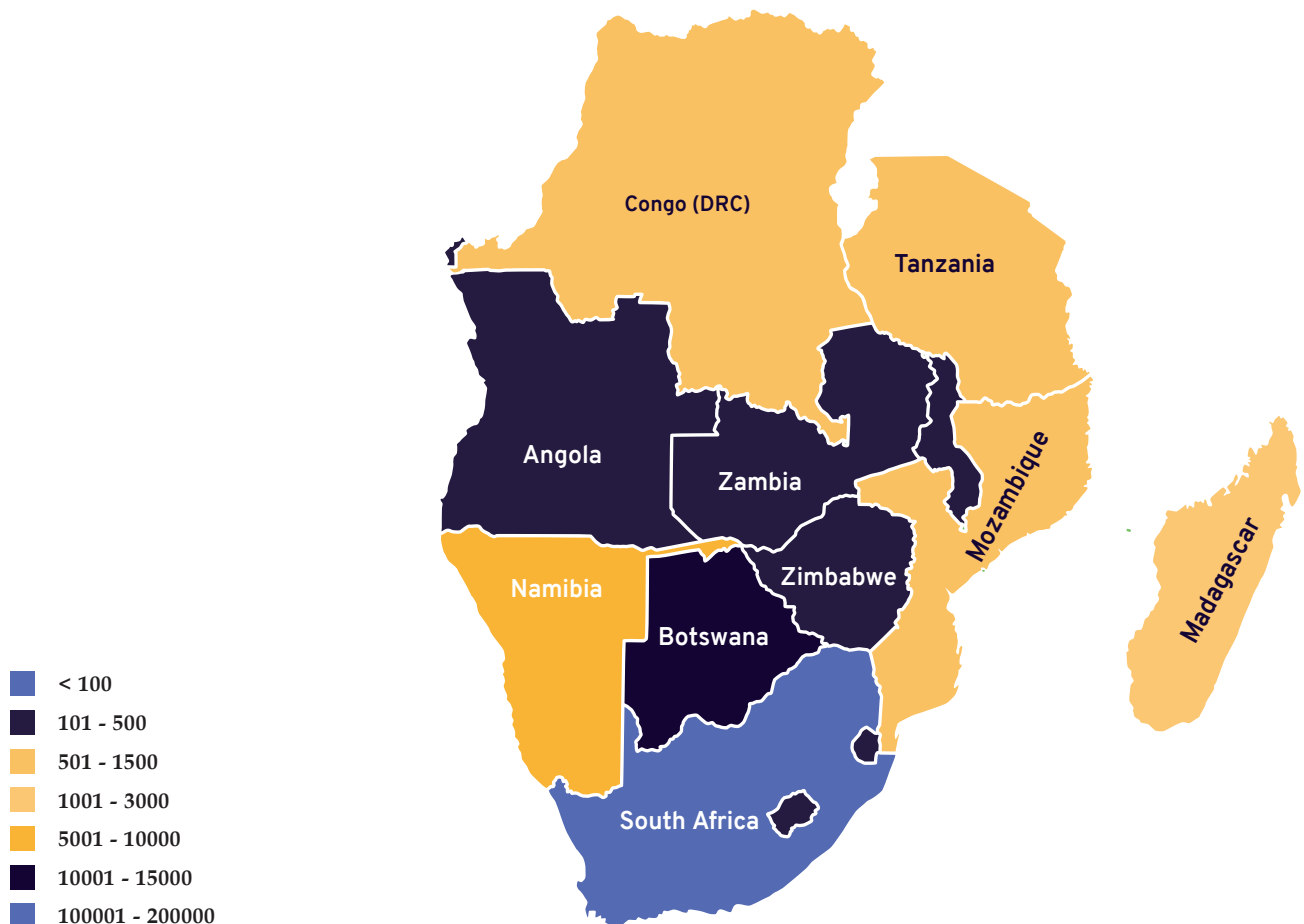 Congo (DRC)
Tanzania
Angola
Zambia
Mozambique
Zimbabwe
Namibia
Botswana
Madagascar
South Africa
< 100
101 - 500
501 - 1500
1001 - 3000
5001 - 10000
10001 - 15000
100001 - 200000